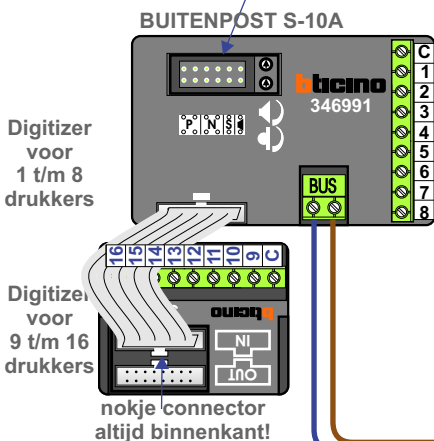 BUITENPOST S-10A
bticino
346991
P N S
C
1
2
3
4
5
6
7
8
Digitizer
voor
1 t/m 8
drukkers
BUS
16 15 14 13 12 11 10 9 C
bticino
IN
OUT
Digitizer
voor
9 t/m 16
drukkers
nokje connector
altijd binnenkant!